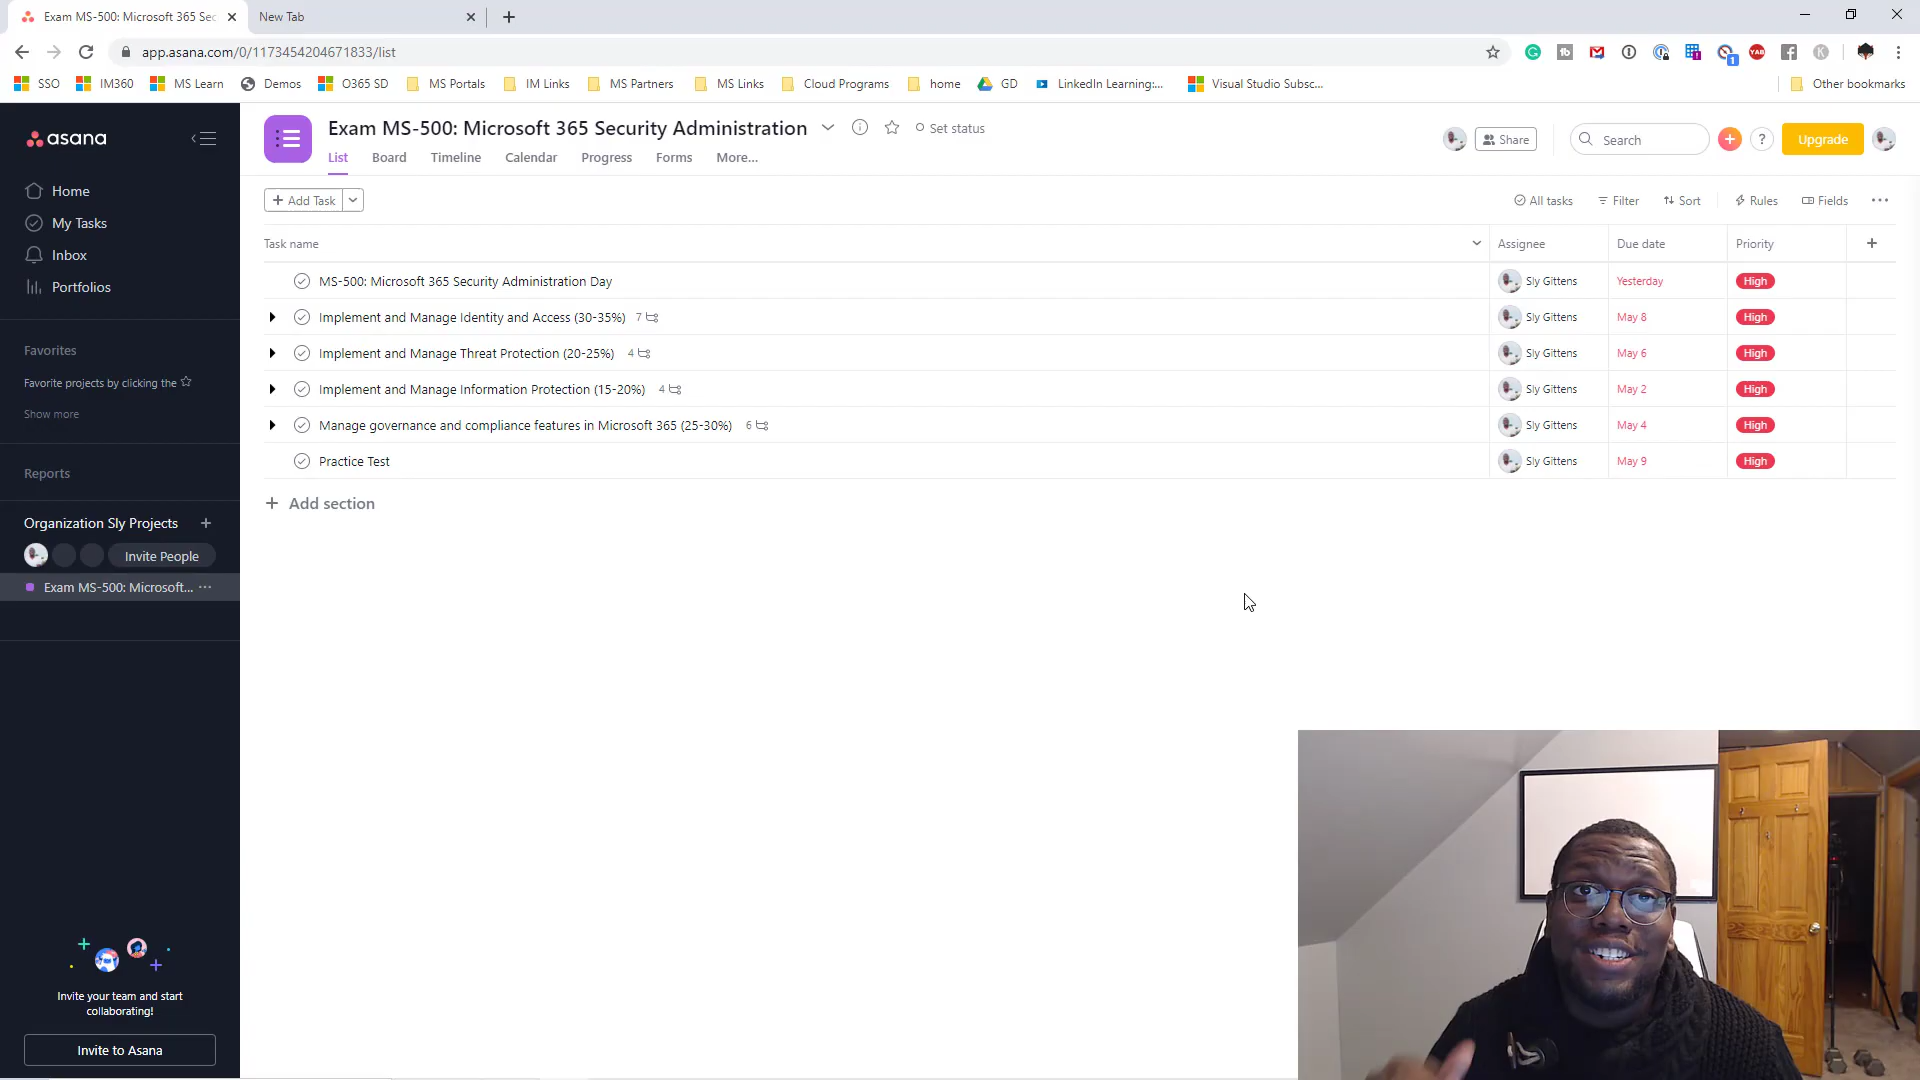 Exam MS-500: Microsoft 365 Sec
New Tab
app.asana.com/0/1173454204671833/list
SSO
IM360
MS Learn
Demos
O365 SD
MS Portals
IM Links
MS Partners
MS Links
Cloud Programs
home
GD
LinkedIn Learning:...
Visual Studio Subsc...
Other bookmarks
asana
Exam MS-500: Microsoft 365 Security Administration
Set status
Share
Search
?
Upgrade
List
Board
Timeline
Calendar
Progress
Forms
More...
Home
My Tasks
Inbox
Portfolios
Favorites
Favorite projects by clicking the
Show more
Reports
Organization Sly Projects +
Invite People
Exam MS-500: Microsoft... ...
Invite your team and start
collaborating!
Invite to Asana
+ Add Task
All tasks
Filter
Sort
Rules
Fields
Task name
Assignee
Due date
Priority
+
MS-500: Microsoft 365 Security Administration Day
Sly Gittens
Yesterday
High
Implement and Manage Identity and Access (30-35%) 7
Sly Gittens
May 8
High
Implement and Manage Threat Protection (20-25%) 4
Sly Gittens
May 6
High
Implement and Manage Information Protection (15-20%) 4
Sly Gittens
May 2
High
Manage governance and compliance features in Microsoft 365 (25-30%) 6
Sly Gittens
May 4
High
Practice Test
Sly Gittens
May 9
High
+ Add section